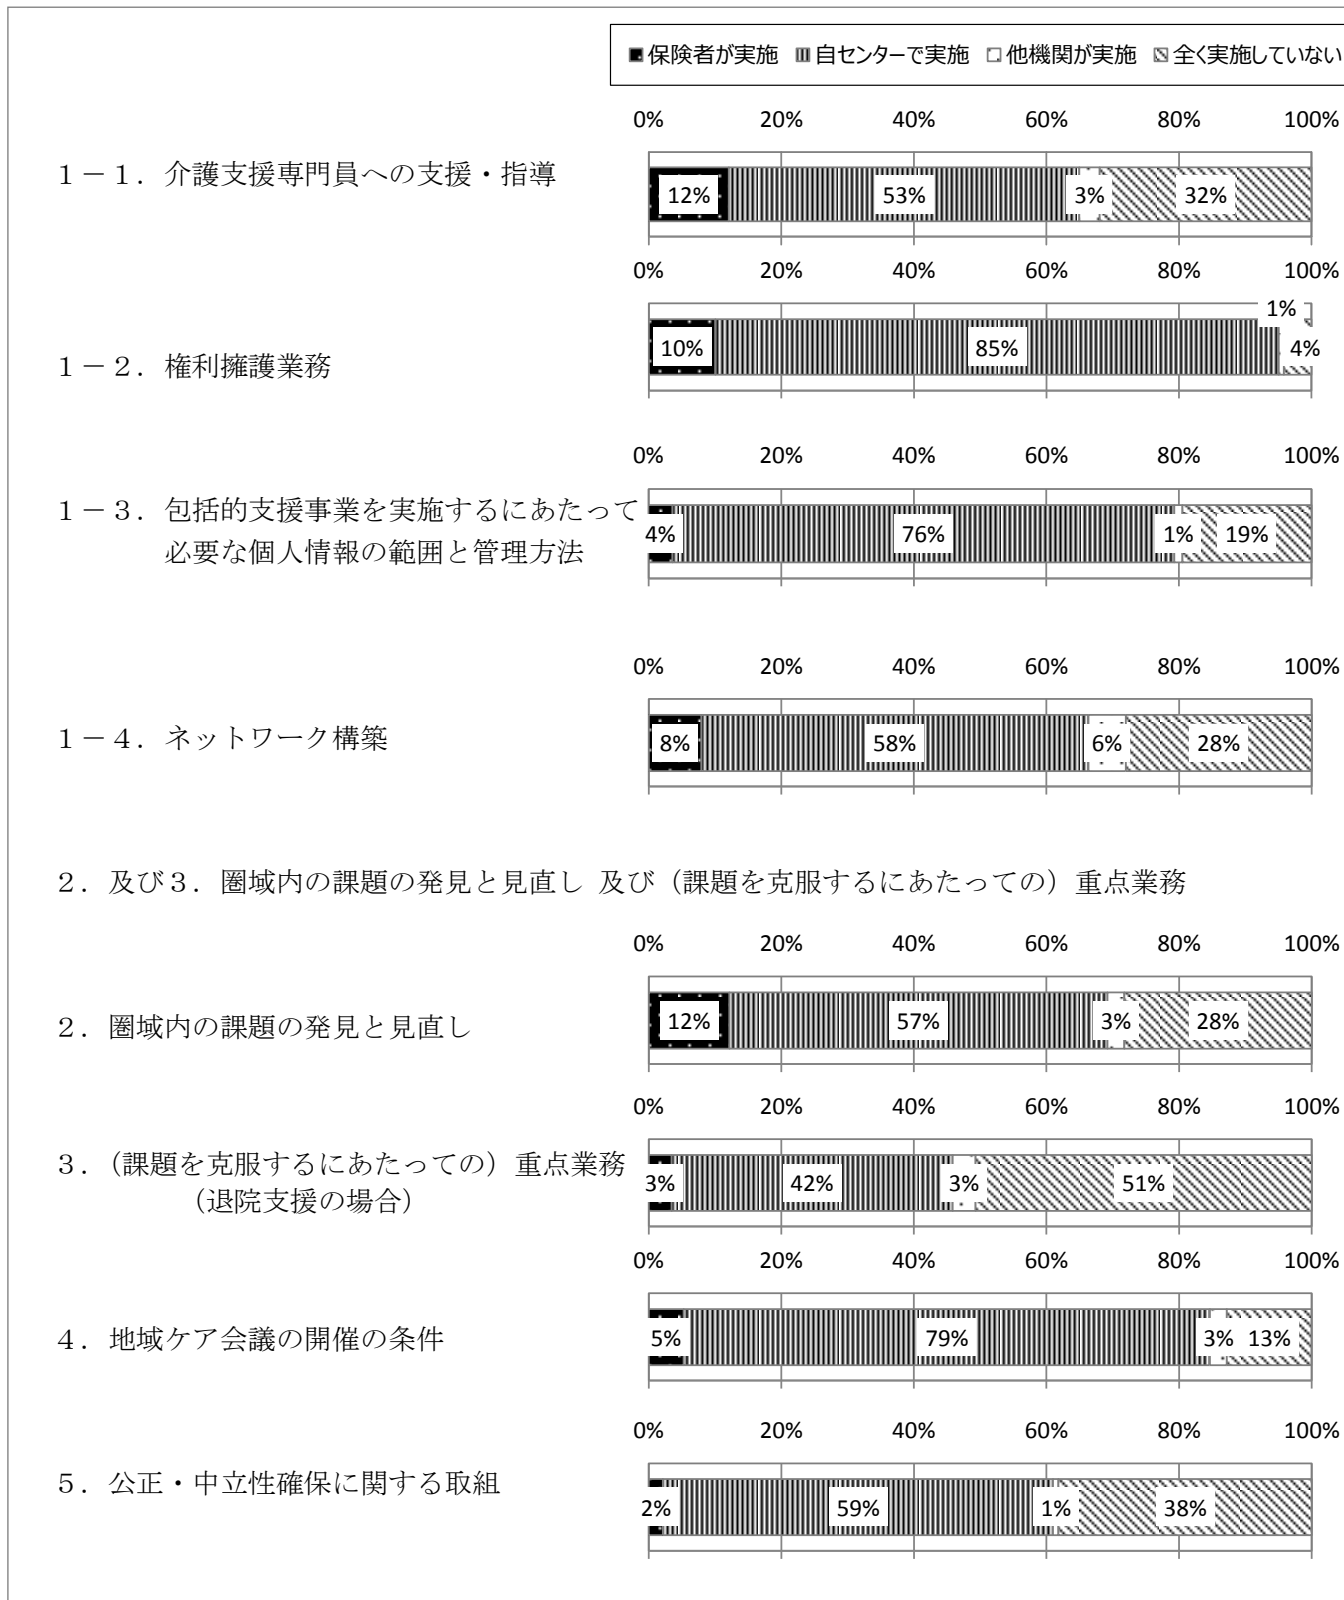 ■保険者が実施 ▥自センターで実施 □他機関が実施 ▧全く実施していない
0% 20% 40% 60% 80% 100%
1－1．介護支援専門員への支援・指導
12% 53% 3% 32%
0% 20% 40% 60% 80% 100%
1%
1－2．権利擁護業務
10% 85% 4%
0% 20% 40% 60% 80% 100%
1－3．包括的支援事業を実施するにあたって
必要な個人情報の範囲と管理方法
4% 76% 1% 19%
0% 20% 40% 60% 80% 100%
1－4．ネットワーク構築
8% 58% 6% 28%
2．及び3．圏域内の課題の発見と見直し 及び（課題を克服するにあたっての）重点業務
0% 20% 40% 60% 80% 100%
2．圏域内の課題の発見と見直し
12% 57% 3% 28%
0% 20% 40% 60% 80% 100%
3．（課題を克服するにあたっての）重点業務
（退院支援の場合）
3% 42% 3% 51%
0% 20% 40% 60% 80% 100%
4．地域ケア会議の開催の条件
5% 79% 3% 13%
0% 20% 40% 60% 80% 100%
5．公正・中立性確保に関する取組
2% 59% 1% 38%